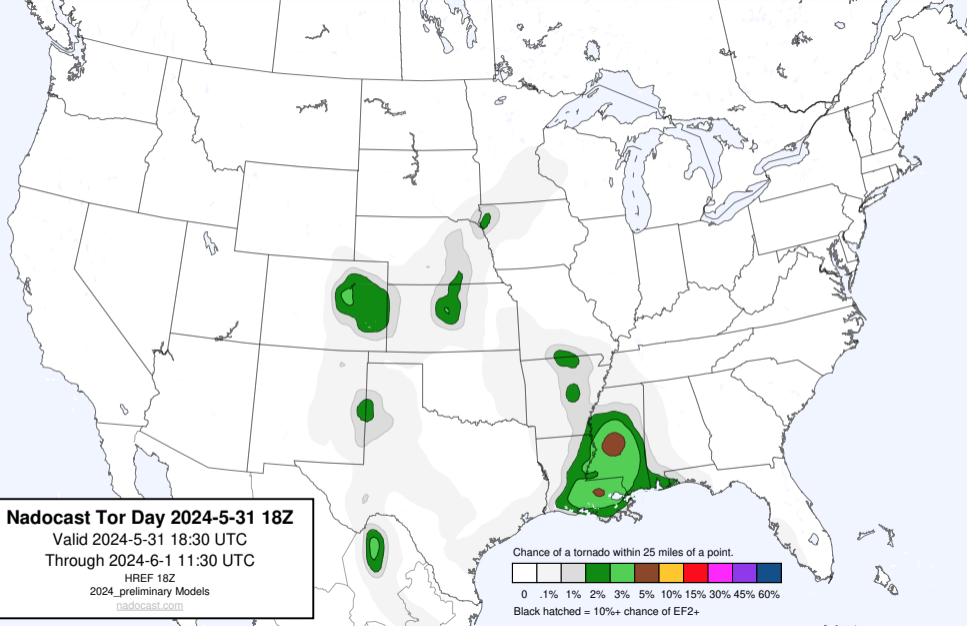 Nadocast Tor Day 2024-5-31 18Z
Valid 2024-5-31 18:30 UTC
Through 2024-6-1 11:30 UTC
HREF 18Z
2024_preliminary Models
nadocast.com
Chance of a tornado within 25 miles of a point.
0 .1% 1% 2% 3% 5% 10% 15% 30% 45% 60%
Black hatched = 10%+ chance of EF2+